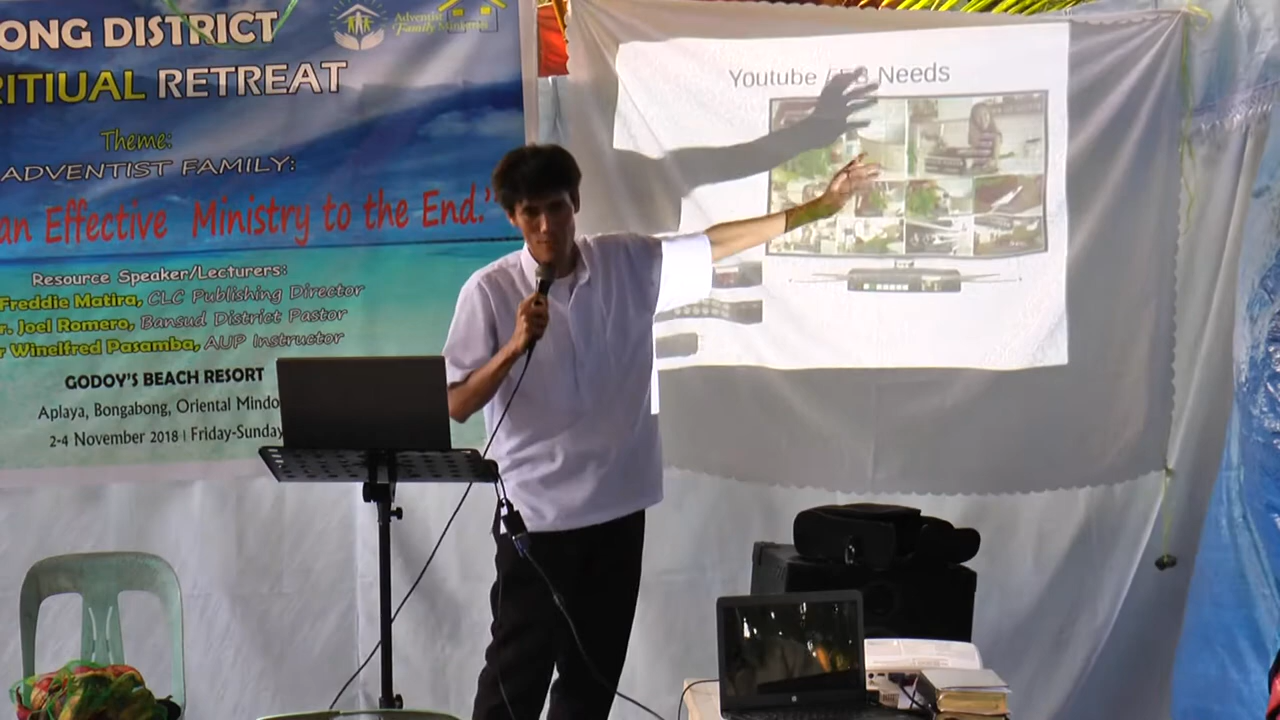 ONG DISTRICT
RITIUAL RETREAT
Adventist
Family Ministries
Theme:
ADVENTIST FAMILY:
an Effective Ministry to the End."
Resource Speaker/Lecturers:
Freddie Matira, CLC Publishing Director
r. Joel Romero, Bansud District Pastor
r Winelfred Pasamba, AUP Instructor
GODOY'S BEACH RESORT
Aplaya, Bongabong, Oriental Mindo
2-4 November 2018 | Friday-Sunday
Youtube / Needs